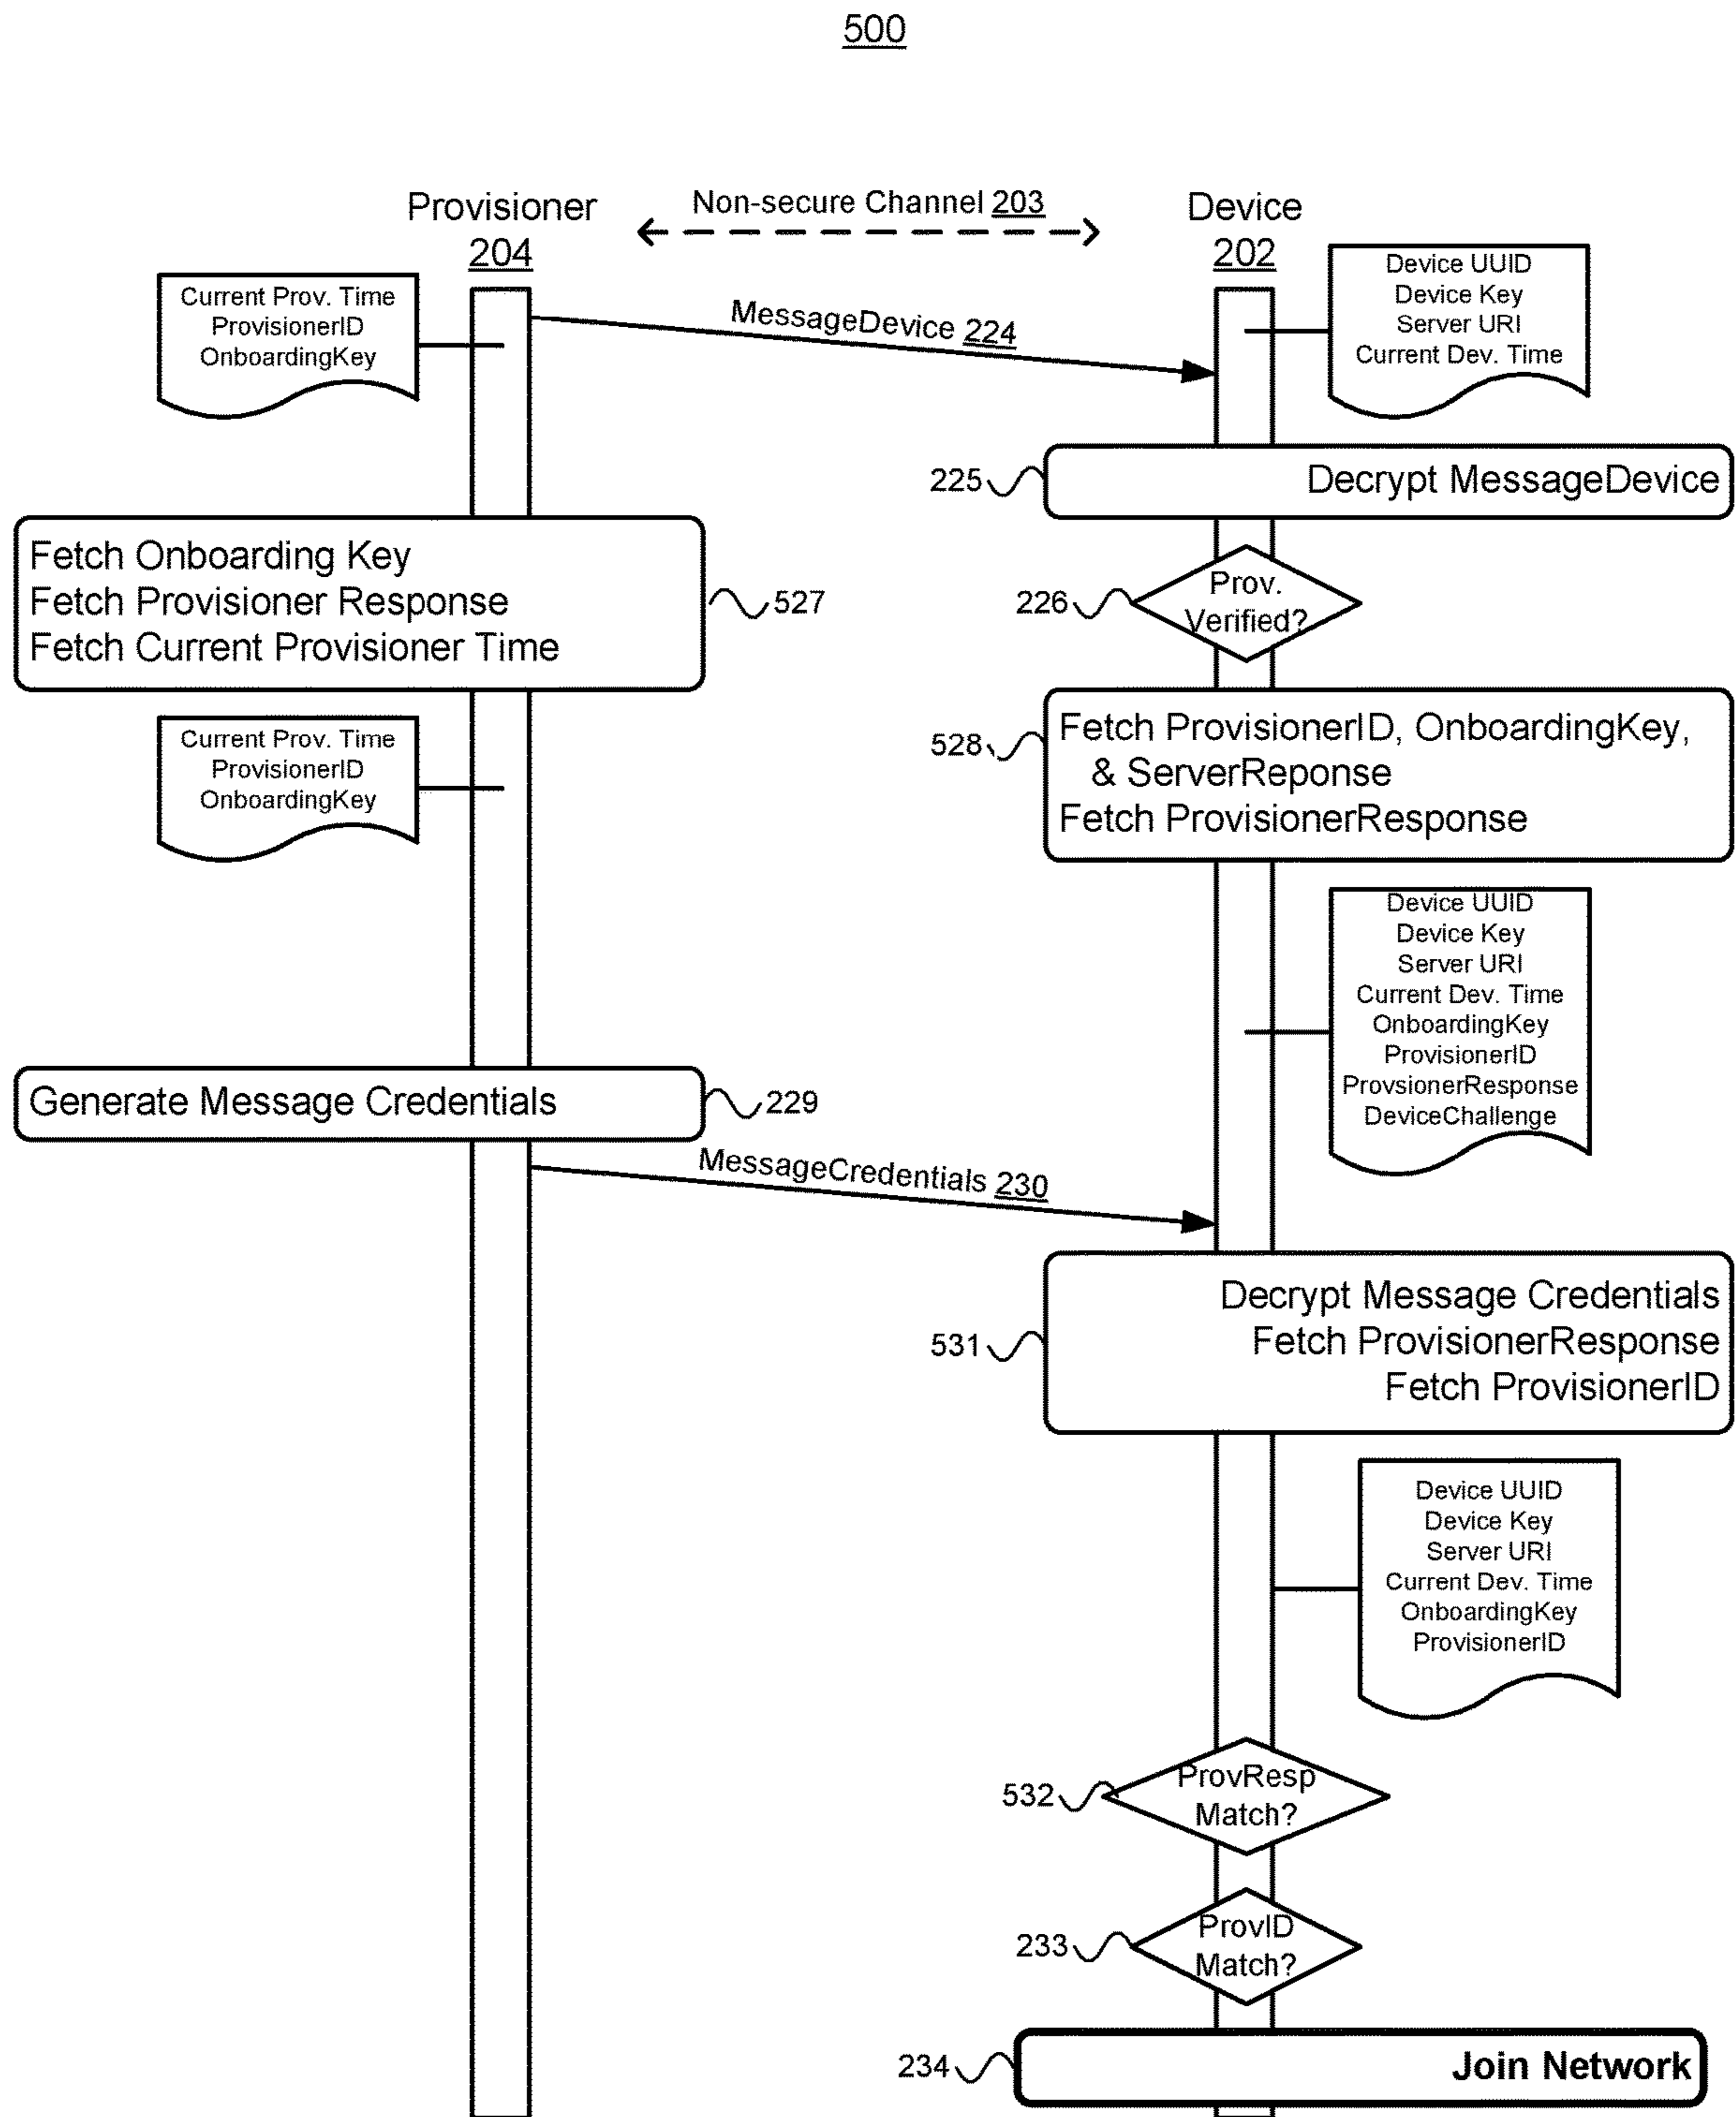 500
Provisioner
204
Non-secure Channel 203
Device
202
Current Prov. Time
ProvisionerID
OnboardingKey
MessageDevice 224
Device UUID
Device Key
Server URI
Current Dev. Time
225
Decrypt MessageDevice
Fetch Onboarding Key
Fetch Provisioner Response
Fetch Current Provisioner Time
527
226
Prov.
Verified?
Current Prov. Time
ProvisionerID
OnboardingKey
528
Fetch ProvisionerID, OnboardingKey,
& ServerReponse
Fetch ProvisionerResponse
Device UUID
Device Key
Server URI
Current Dev. Time
OnboardingKey
ProvisionerID
ProvsionerResponse
DeviceChallenge
Generate Message Credentials
229
MessageCredentials 230
531
Decrypt Message Credentials
Fetch ProvisionerResponse
Fetch ProvisionerID
Device UUID
Device Key
Server URI
Current Dev. Time
OnboardingKey
ProvisionerID
532
ProvResp
Match?
233
ProvID
Match?
234
Join Network